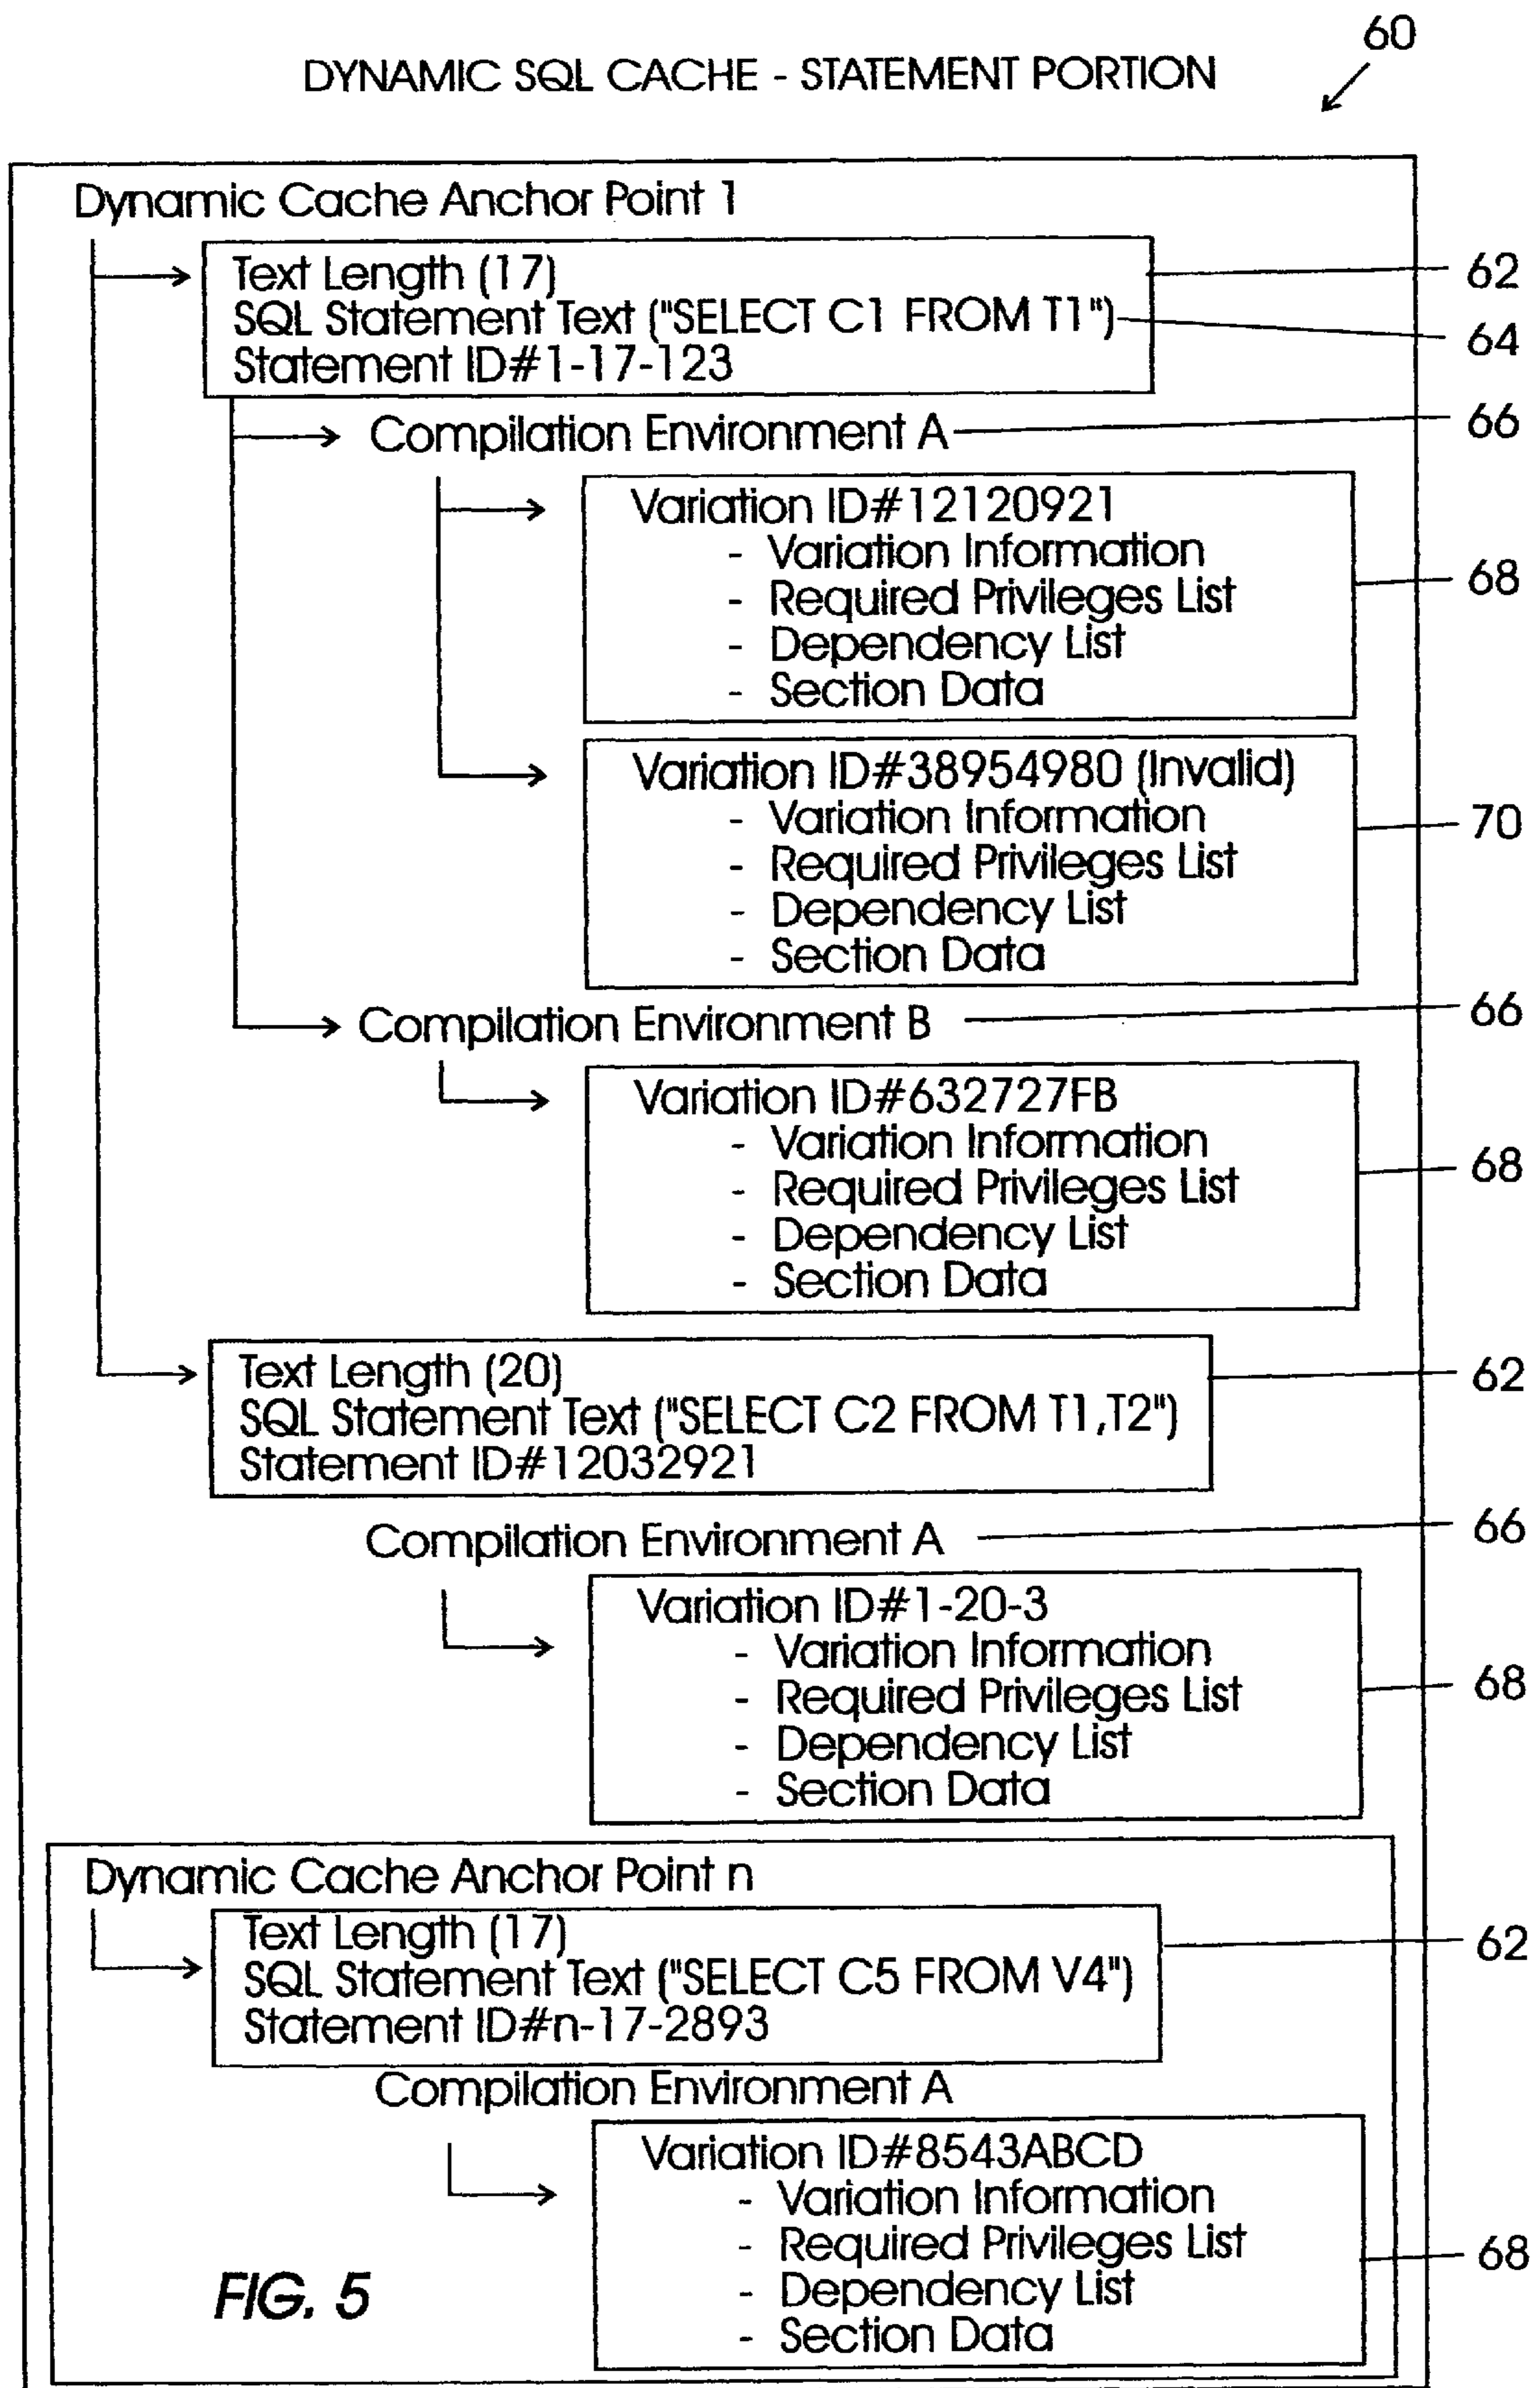 60
DYNAMIC SQL CACHE - STATEMENT PORTION
Dynamic Cache Anchor Point 1
Text Length (17)
62
SQL Statement Text ("SELECT C1 FROM T1")
64
Statement ID#1-17-123
Compilation Environment A
66
Variation ID#12120921
- Variation Information
- Required Privileges List
68
- Dependency List
- Section Data
Variation ID#38954980 (Invalid)
- Variation Information
70
- Required Privileges List
- Dependency List
- Section Data
Compilation Environment B
66
Variation ID#632727FB
- Variation Information
- Required Privileges List
68
- Dependency List
- Section Data
Text Length (20)
62
SQL Statement Text ("SELECT C2 FROM T1,T2")
Statement ID#12032921
Compilation Environment A
66
Variation ID#1-20-3
- Variation Information
- Required Privileges List
68
- Dependency List
- Section Data
Dynamic Cache Anchor Point n
Text Length (17)
62
SQL Statement Text ("SELECT C5 FROM V4")
Statement ID#n-17-2893
Compilation Environment A
Variation ID#8543ABCD
- Variation Information
- Required Privileges List
68
- Dependency List
- Section Data
FIG. 5